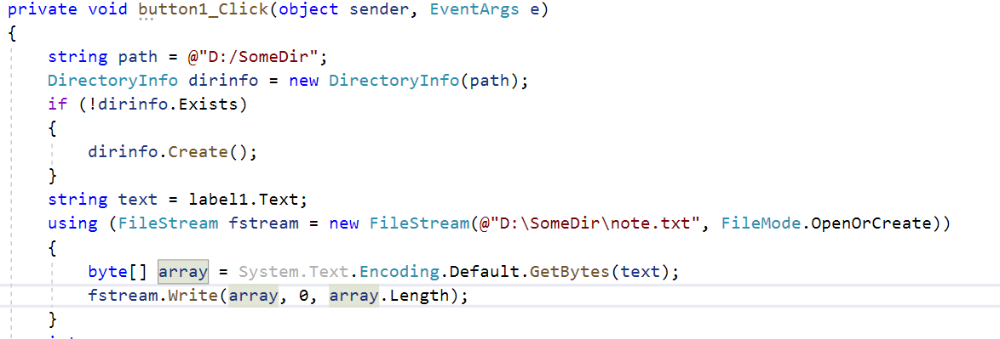 private void button1_Click(object sender, EventArgs e)
{
string path = @"D:/SomeDir";
DirectoryInfo dirinfo = new DirectoryInfo(path);
if (!dirinfo.Exists)
{
dirinfo.Create();
}
string text = label1.Text;
using (FileStream fstream = new FileStream(@"D:\SomeDir\note.txt", FileMode.OpenOrCreate))
{
byte[] array = System.Text.Encoding.Default.GetBytes(text);
fstream.Write(array, 0, array.Length);
}